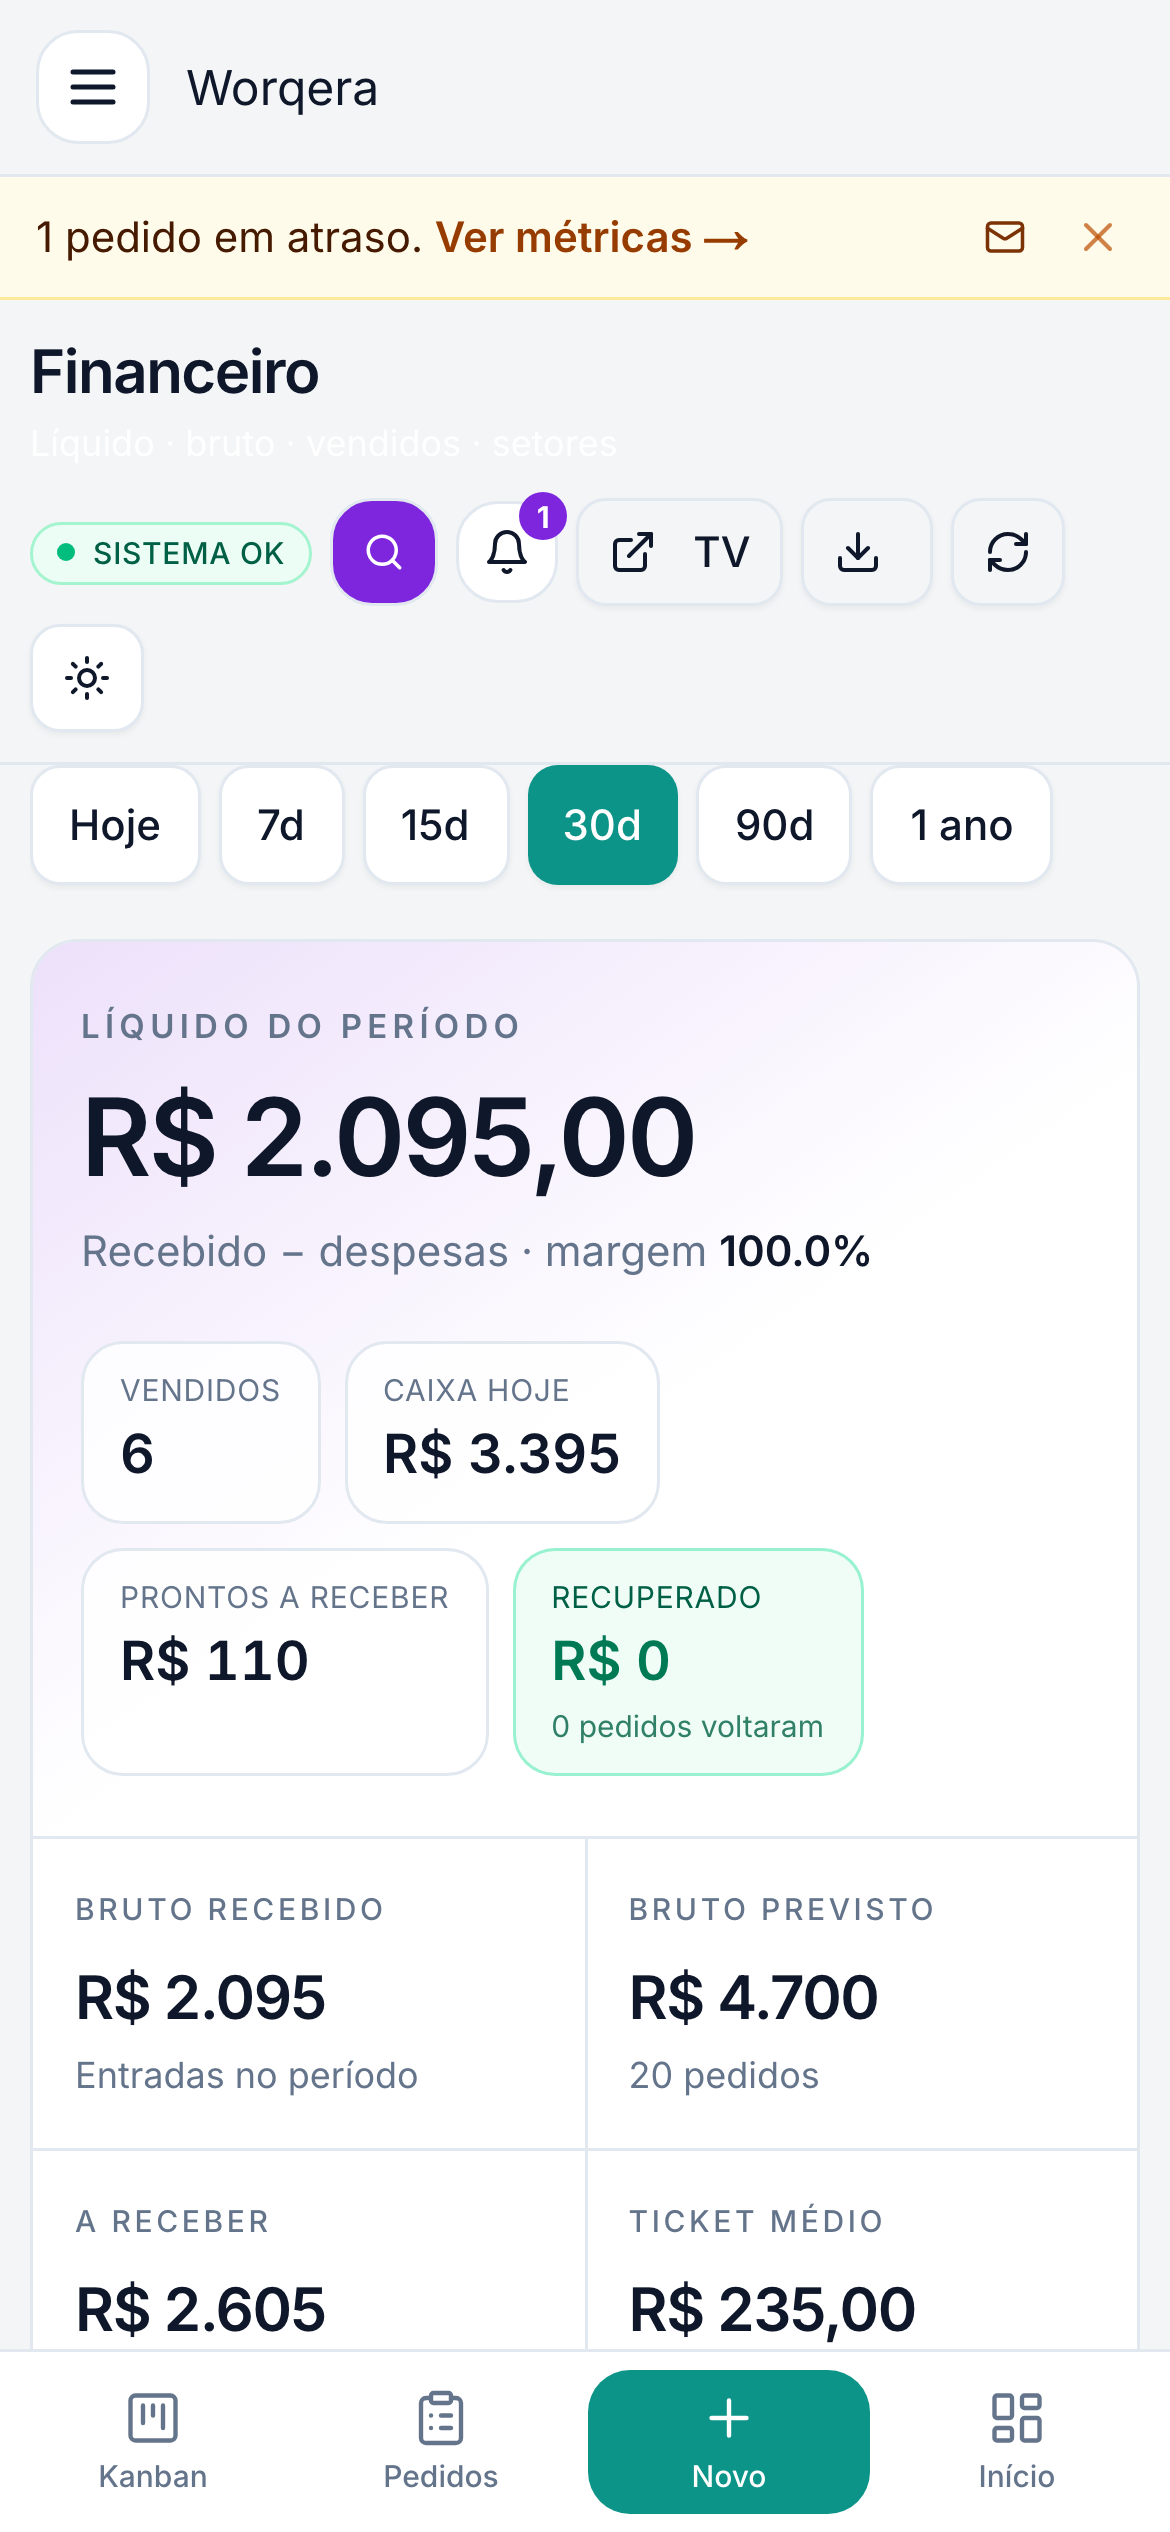 Worqera
1 pedido em atraso. Ver métricas →
Financeiro
Líquido · bruto · vendidos · setores
SISTEMA OK
1
TV
Hoje
7d
15d
30d
90d
1 ano
LÍQUIDO DO PERÍODO
R$ 2.095,00
Recebido − despesas · margem 100.0%
VENDIDOS
6
CAIXA HOJE
R$ 3.395
PRONTOS A RECEBER
R$ 110
RECUPERADO
R$ 0
0 pedidos voltaram
BRUTO RECEBIDO
R$ 2.095
Entradas no período
BRUTO PREVISTO
R$ 4.700
20 pedidos
A RECEBER
R$ 2.605
TICKET MÉDIO
R$ 235,00
Kanban
Pedidos
Novo
Início